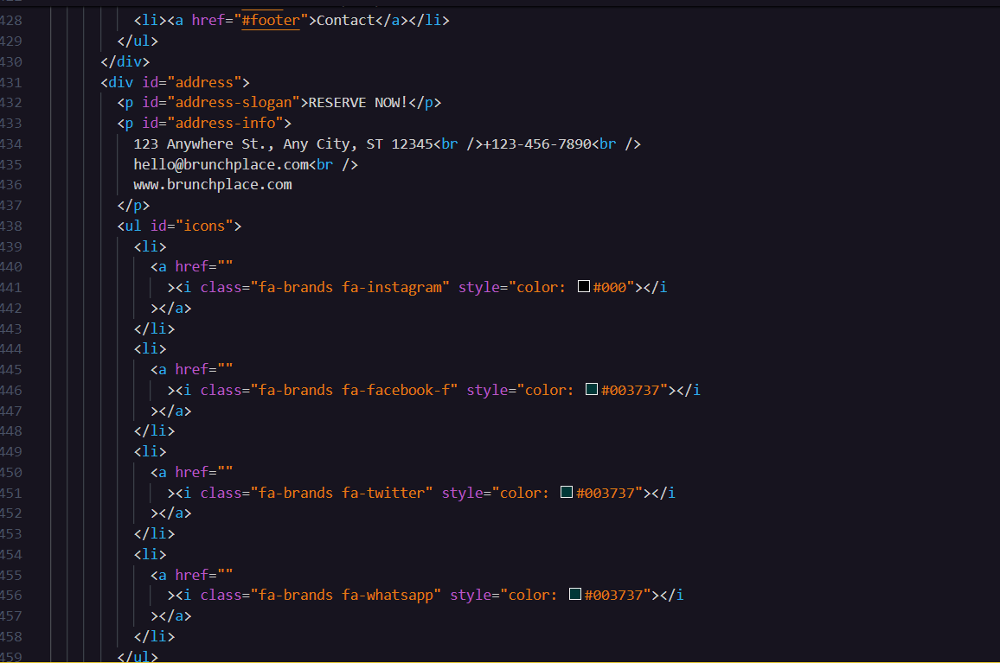 428 <li><a href="#footer">Contact</a></li>
429 </ul>
430 </div>
431 <div id="address">
432 <p id="address-slogan">RESERVE NOW!</p>
433 <p id="address-info">
434 123 Anywhere St., Any City, ST 12345<br />+123-456-7890<br />
435 hello@brunchplace.com<br />
436 www.brunchplace.com
437 </p>
438 <ul id="icons">
439 <li>
440 <a href=""
441 ><i class="fa-brands fa-instagram" style="color: #000"></i
442 ></a>
443 </li>
444 <li>
445 <a href=""
446 ><i class="fa-brands fa-facebook-f" style="color: #003737"></i
447 ></a>
448 </li>
449 <li>
450 <a href=""
451 ><i class="fa-brands fa-twitter" style="color: #003737"></i
452 ></a>
453 </li>
454 <li>
455 <a href=""
456 ><i class="fa-brands fa-whatsapp" style="color: #003737"></i
457 ></a>
458 </li>
459 </ul>